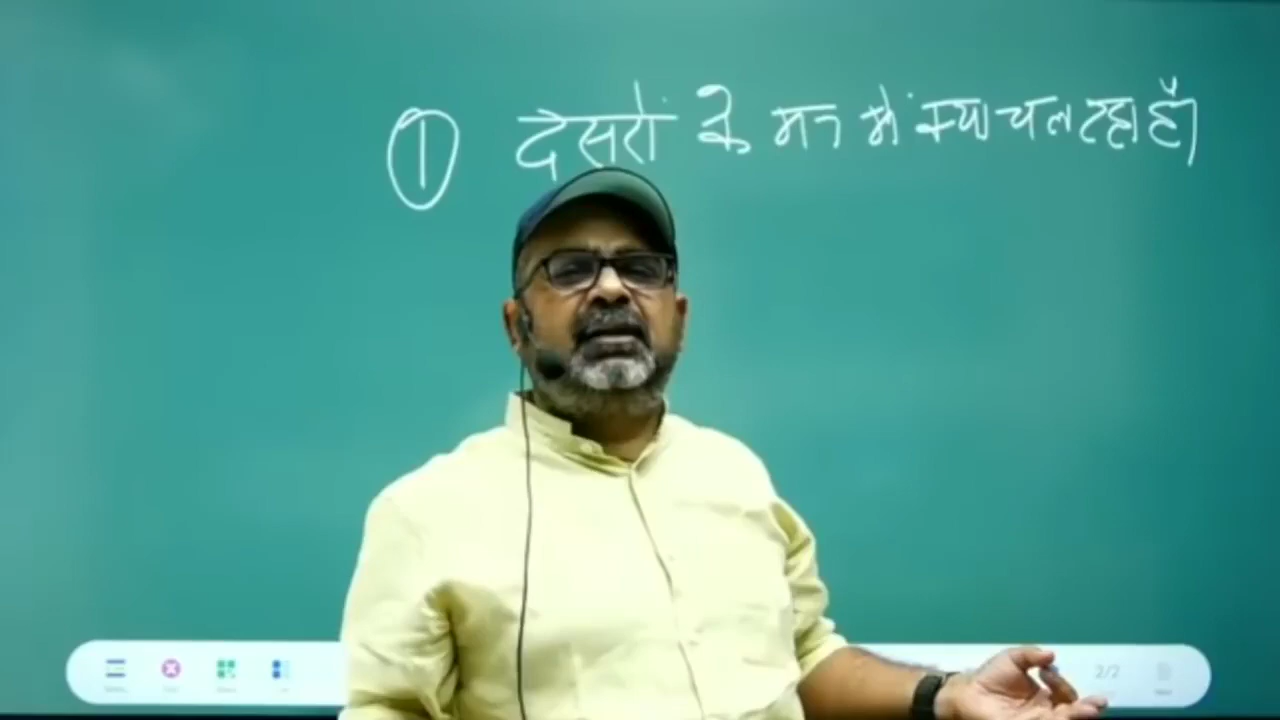 ① दूसरों के मन में क्या चल रहा है।
2/2